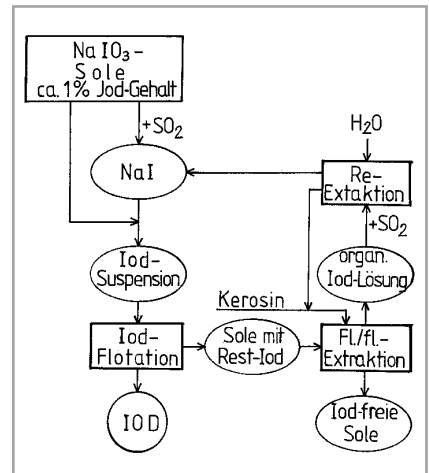 NaIO₃-
Sole
ca. 1% Jod-Gehalt
+SO₂
H₂O
NaI
Re-
Extaktion
+SO₂
Iod-
Suspension
organ.
Iod-Lösung
Kerosin
Iod-
Flotation
Sole mit
Rest-Iod
Fl./fl.-
Extraktion
IOD
Iod-freie
Sole